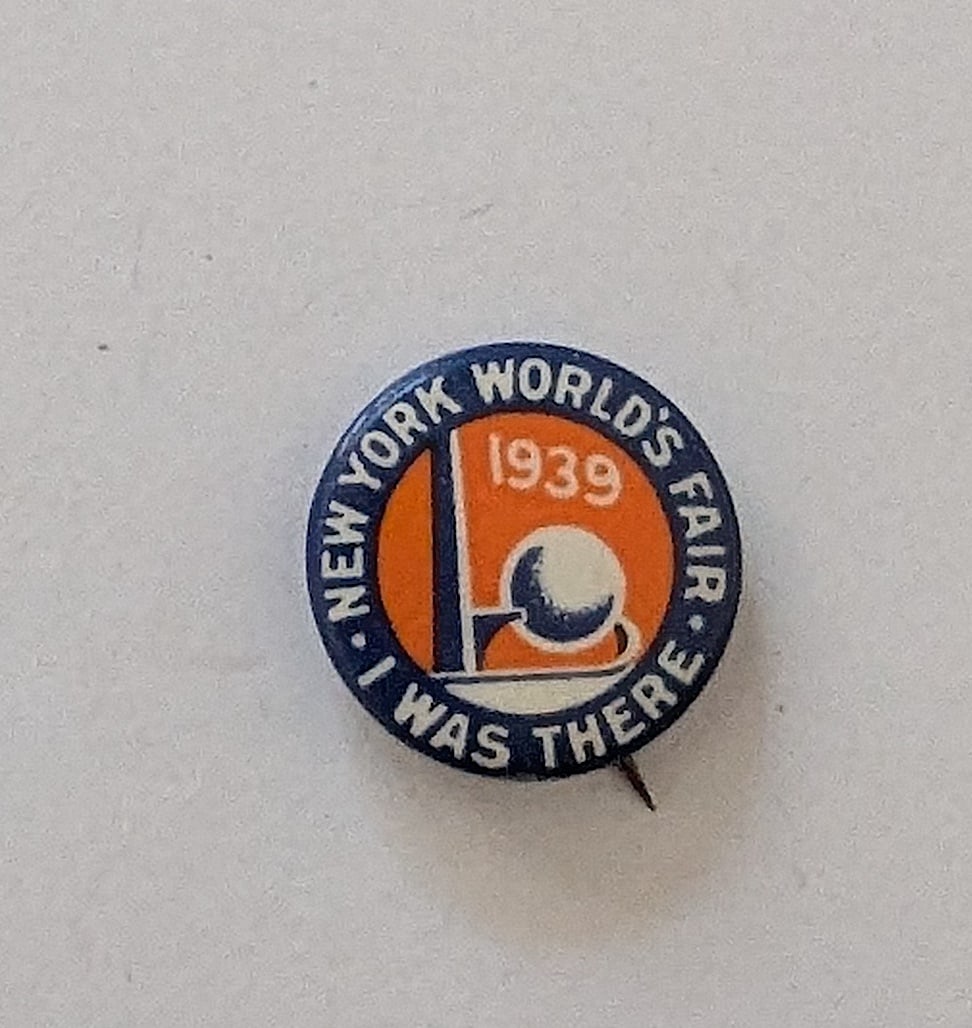 • NEW YORK WORLD'S FAIR •
1939
I WAS THERE